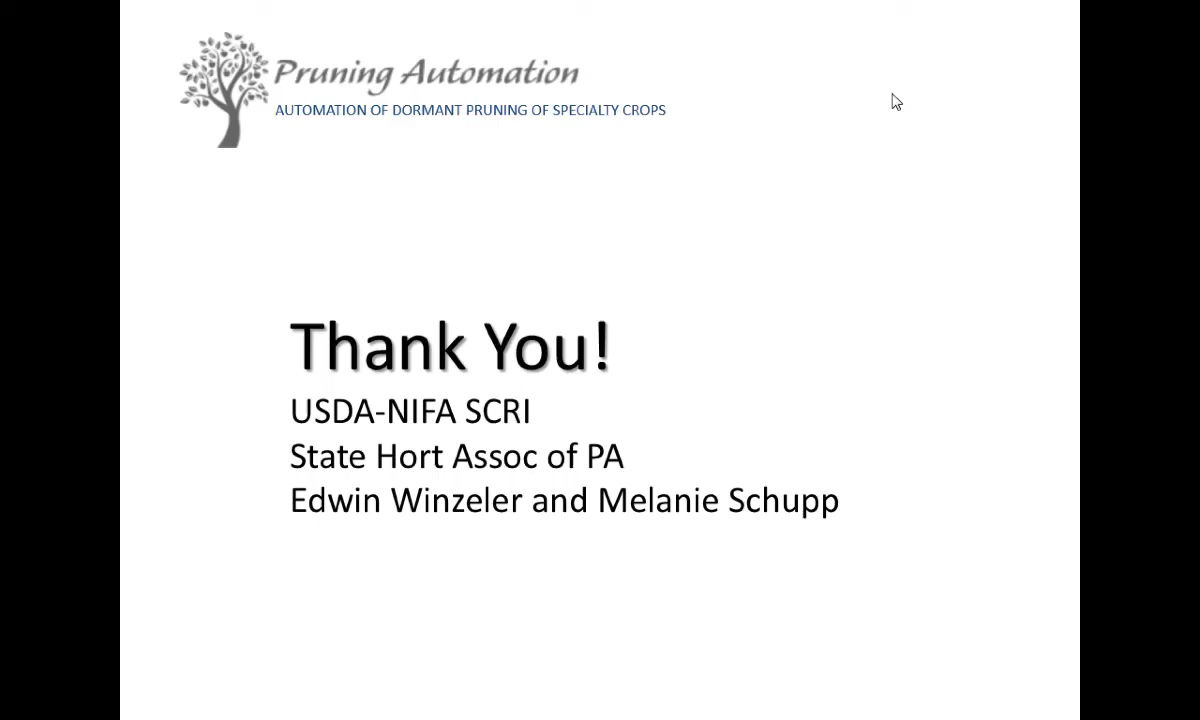 Pruning Automation
AUTOMATION OF DORMANT PRUNING OF SPECIALTY CROPS
Thank You!
USDA-NIFA SCRI
State Hort Assoc of PA
Edwin Winzeler and Melanie Schupp